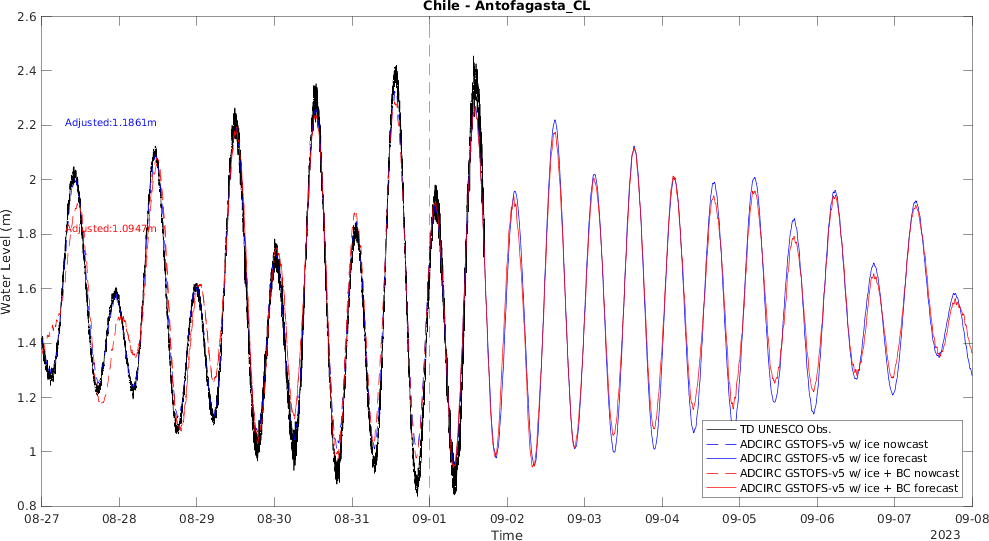 Chile - Antofagasta_CL
2.6
2.4
2.2
2
1.8
1.6
1.4
1.2
1
0.8
Water Level (m)
Adjusted:1.1861m
Adjusted:1.0947m
TD UNESCO Obs.
ADCIRC GSTOFS-v5 w/ ice nowcast
ADCIRC GSTOFS-v5 w/ ice forecast
ADCIRC GSTOFS-v5 w/ ice + BC nowcast
ADCIRC GSTOFS-v5 w/ ice + BC forecast
08-27 08-28 08-29 08-30 08-31 09-01 09-02 09-03 09-04 09-05 09-06 09-07 09-08
Time
2023